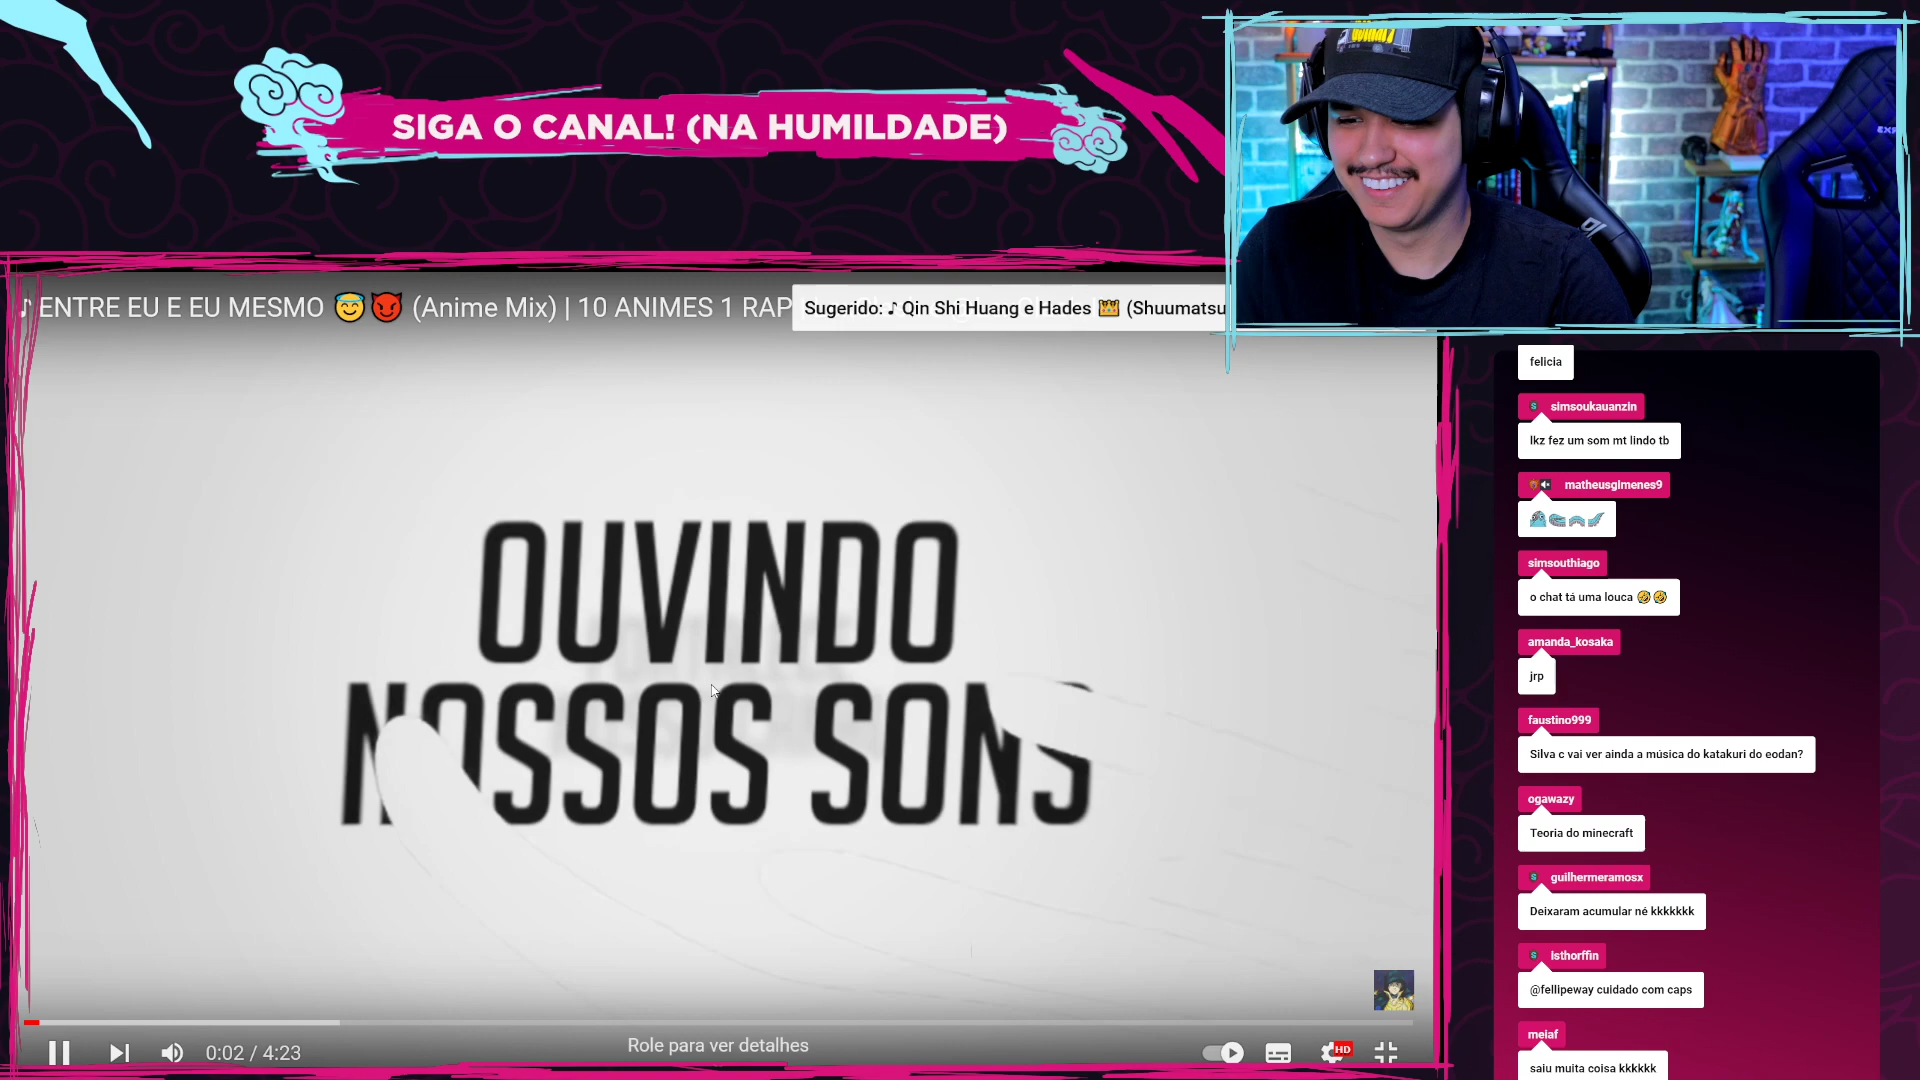 SIGA O CANAL! (NA HUMILDADE)
♪ ENTRE EU E EU MESMO 😇😈 (Anime Mix) | 10 ANIMES 1 RAP
Sugerido: ♪ Qin Shi Huang e Hades 👑 (Shuumatsu
OUVINDO
NOSSOS SONS
0:02 / 4:23
Role para ver detalhes
HD
felicia
simsoukauanzin
lkz fez um som mt lindo tb
matheusgimenes9
simsouthiago
o chat tá uma louca 🤣🤣
amanda_kosaka
jrp
faustino999
Silva c vai ver ainda a música do katakuri do eodan?
ogawazy
Teoria do minecraft
guilhermeramosx
Deixaram acumular né kkkkkkk
isthorffin
@fellipeway cuidado com caps
meiaf
saiu muita coisa kkkkkk